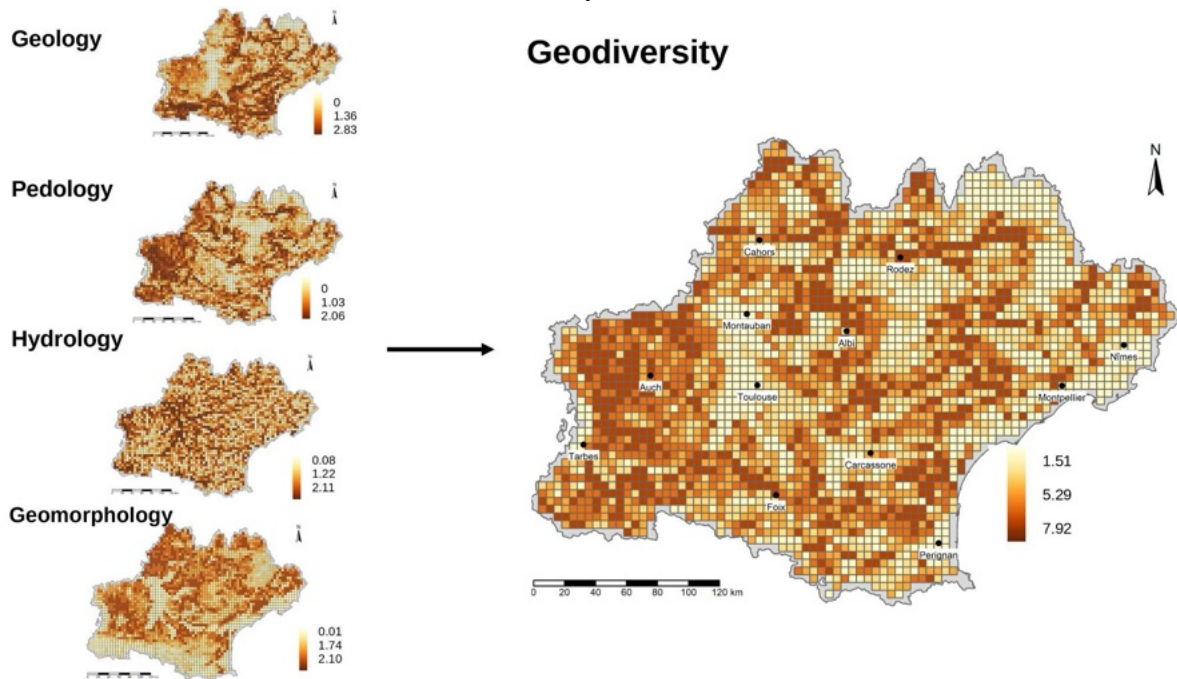 Geology
N
0
1.36
2.83
Pedology
N
0
1.03
2.06
Hydrology
N
0.08
1.22
2.11
Geomorphology
N
0.01
1.74
2.10
Geodiversity
N
Cahors
Rodez
Montauban
Albi
Nîmes
Auch
Toulouse
Montpellier
Tarbes
Carcassone
Foix
Perignan
1.51
5.29
7.92
0 20 40 60 80 100 120 km